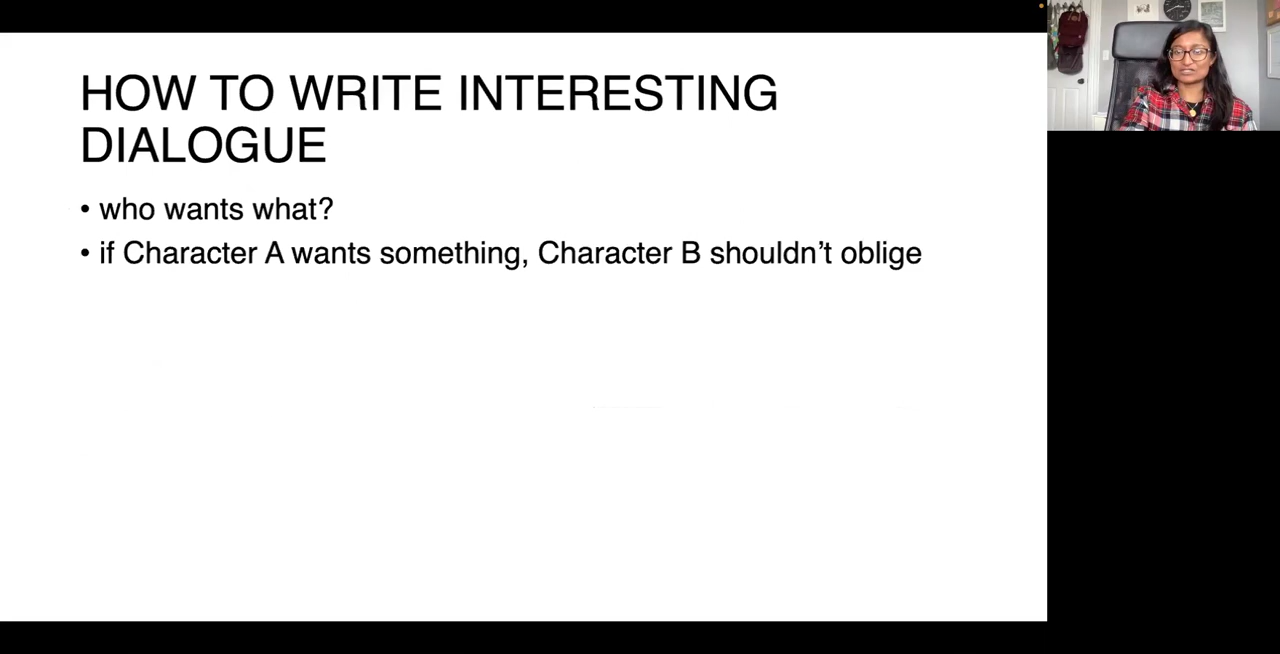 HOW TO WRITE INTERESTING
DIALOGUE
• who wants what?
• if Character A wants something, Character B shouldn’t oblige